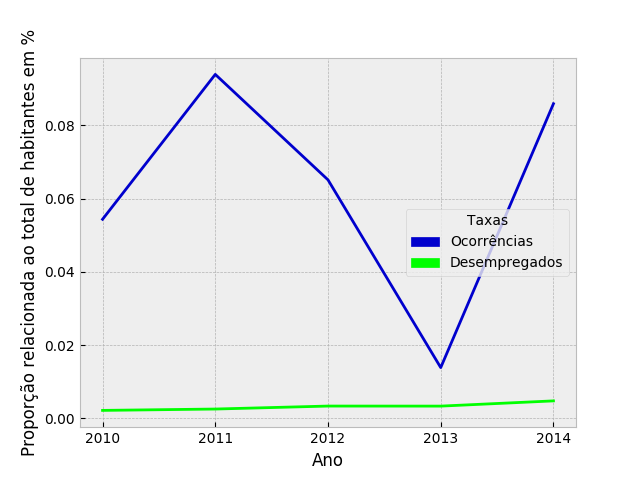 Proporção relacionada ao total de habitantes em %
0.08
0.06
0.04
0.02
0.00
Taxas
Ocorrências
Desempregados
2010 2011 2012 2013 2014
Ano